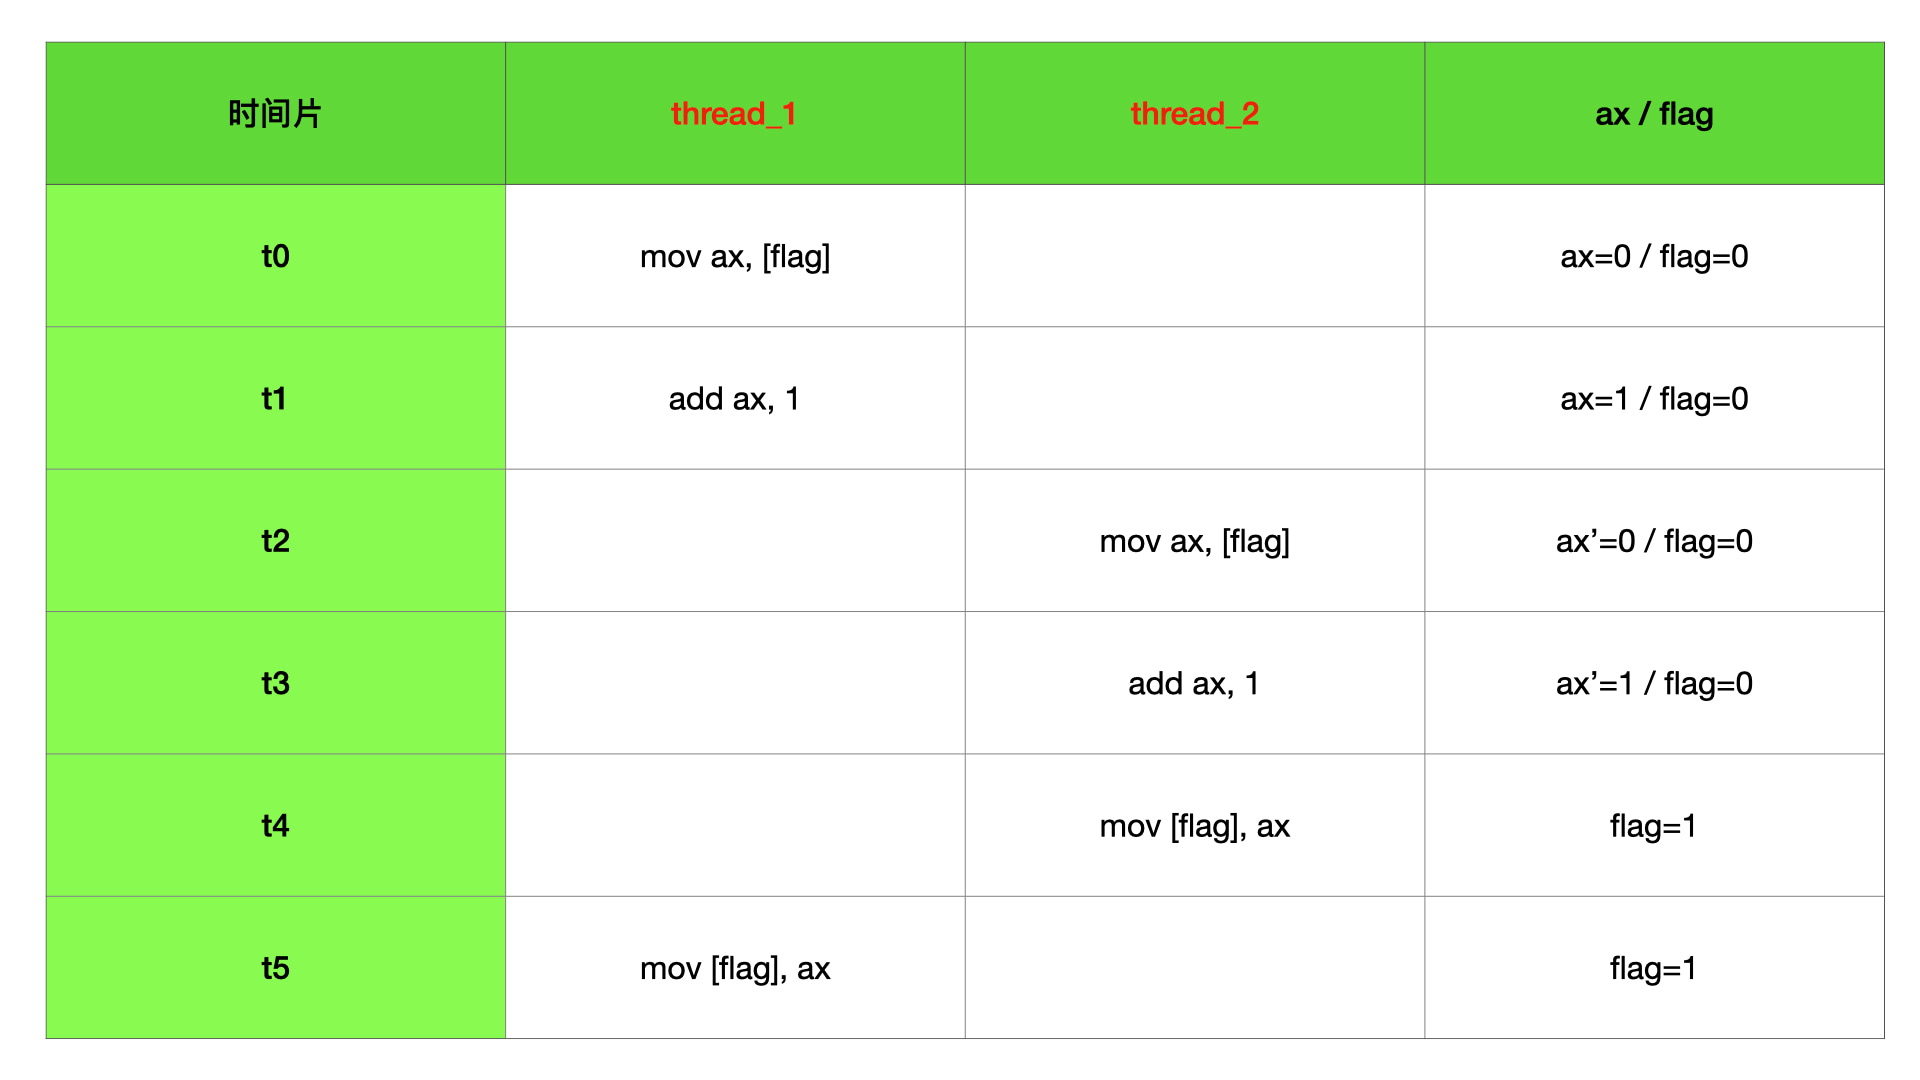 时间片 thread_1 thread_2 ax / flag
t0 mov ax, [flag] ax=0 / flag=0
t1 add ax, 1 ax=1 / flag=0
t2 mov ax, [flag] ax’=0 / flag=0
t3 add ax, 1 ax’=1 / flag=0
t4 mov [flag], ax flag=1
t5 mov [flag], ax flag=1